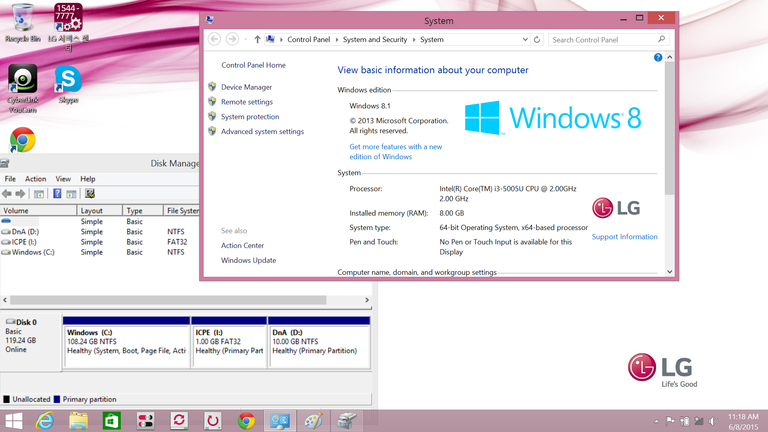 Recycle Bin
1544-
7777
LG 서비스 센
터
CyberLink
YouCam
Skype
System
Control Panel
System and Security
System
Search Control Panel
Control Panel Home
Device Manager
Remote settings
System protection
Advanced system settings
See also
Action Center
Windows Update
View basic information about your computer
Windows edition
Windows 8.1
© 2013 Microsoft Corporation.
All rights reserved.
Get more features with a new
edition of Windows
Windows 8
System
Processor:
Intel(R) Core(TM) i3-5005U CPU @ 2.00GHz
2.00 GHz
Installed memory (RAM):
8.00 GB
System type:
64-bit Operating System, x64-based processor
Pen and Touch:
No Pen or Touch Input is available for this
Display
LG
Support Information
Computer name, domain, and workgroup settings
Disk Manage
File Action View Help
Volume Layout Type File System
Simple Basic
DnA (D:) Simple Basic NTFS
ICPE (I:) Simple Basic FAT32
Windows (C:) Simple Basic NTFS
Disk 0
Basic
119.24 GB
Online
Windows (C:)
108.24 GB NTFS
Healthy (System, Boot, Page File, Acti
ICPE (I:)
1.00 GB FAT32
Healthy (Primary Part
DnA (D:)
10.00 GB NTFS
Healthy (Primary Partition)
Unallocated Primary partition
LG
Life's Good
11:18 AM
6/8/2015